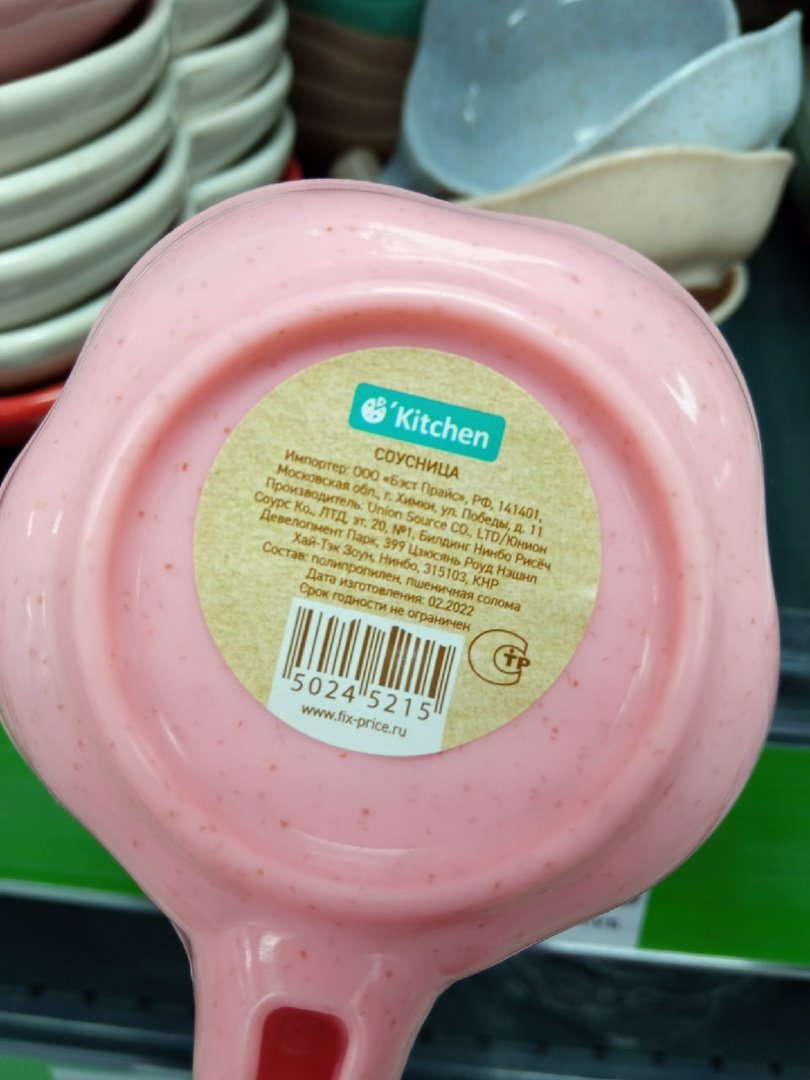 'Kitchen
СОУСНИЦА
Импортер: ООО «Бэст Прайс», РФ, 141401,
Московская обл., г. Химки, ул. Победы, д. 11
Производитель: Union Source CO., LTD/Юнион
Соурс Ко., ЛТД, эт. 20, №1, Билдинг Нинбо Рисёч
Девелопмент Парк, 399 Цзюсянь Роуд Нэшнл
Хай-Тэк Зоун, Нинбо, 315103, КНР
Состав: полипропилен, пшеничная солома
Дата изготовления: 02.2022
Срок годности не ограничен
5024 5215
www.fix-price.ru
СТР